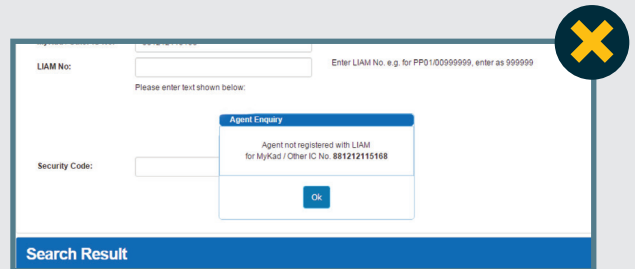 LIAM No:
Enter LIAM No. e.g. for PP01/00999999, enter as 999999
Please enter text shown below:
Agent Enquiry
Agent not registered with LIAM
for MyKad / Other IC No. 881212115168
Security Code:
Ok
Search Result